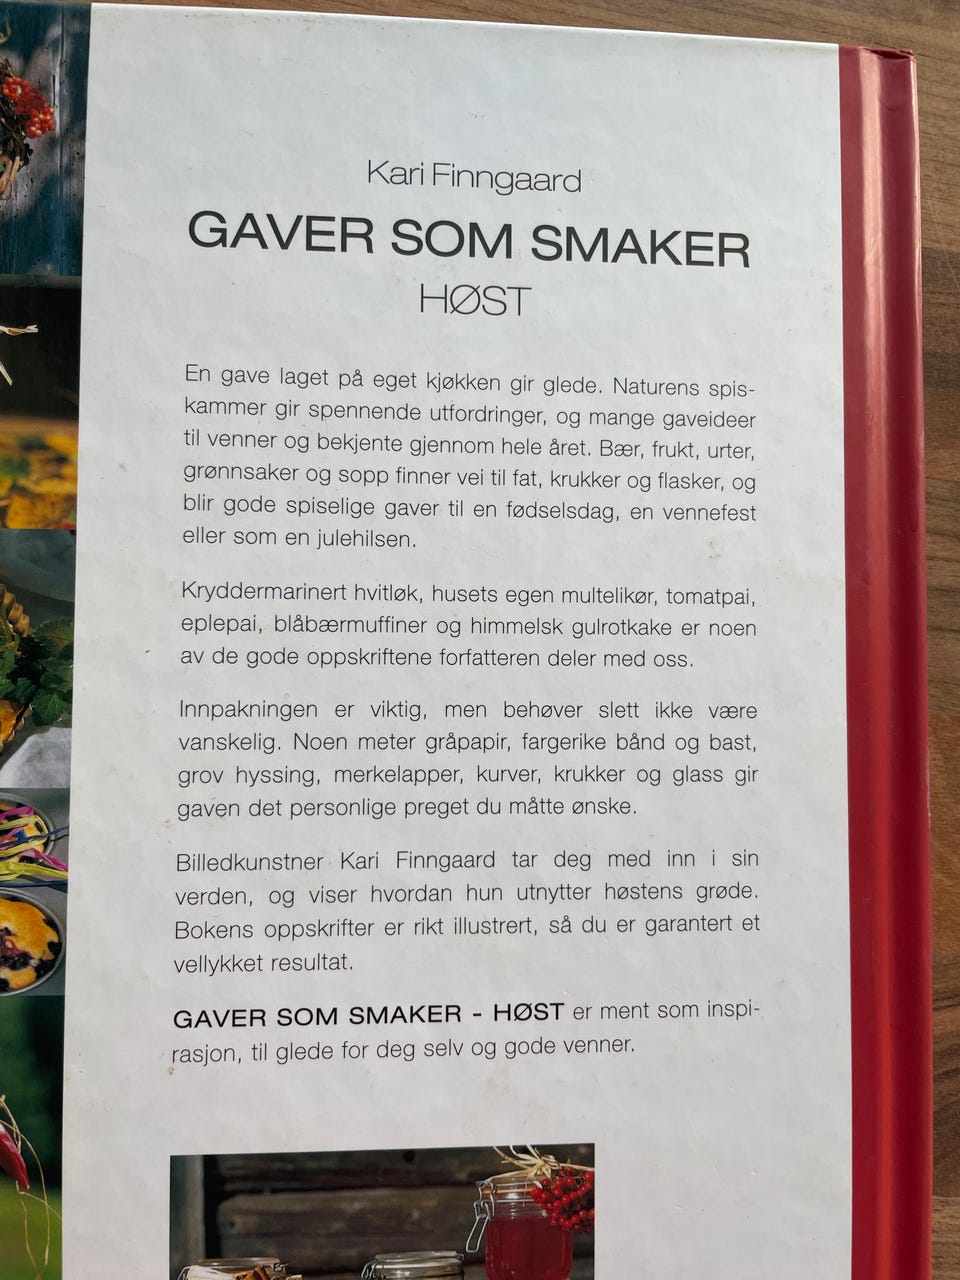 Kari Finngaard
GAVER SOM SMAKER
HØST
En gave laget på eget kjøkken gir glede. Naturens spis-
kammer gir spennende utfordringer, og mange gaveideer
til venner og bekjente gjennom hele året. Bær, frukt, urter,
grønnsaker og sopp finner vei til fat, krukker og flasker, og
blir gode spiselige gaver til en fødselsdag, en vennefest
eller som en julehilsen.
Kryddermarinert hvitløk, husets egen multelikør, tomatpai,
eplepai, blåbærmuffiner og himmelsk gulrotkake er noen
av de gode oppskriftene forfatteren deler med oss.
Innpakningen er viktig, men behøver slett ikke være
vanskelig. Noen meter gråpapir, fargerike bånd og bast,
grov hyssing, merkelapper, kurver, krukker og glass gir
gaven det personlige preget du måtte ønske.
Billedkunstner Kari Finngaard tar deg med inn i sin
verden, og viser hvordan hun utnytter høstens grøde.
Bokens oppskrifter er rikt illustrert, så du er garantert et
vellykket resultat.
GAVER SOM SMAKER - HØST er ment som inspi-
rasjon, til glede for deg selv og gode venner.